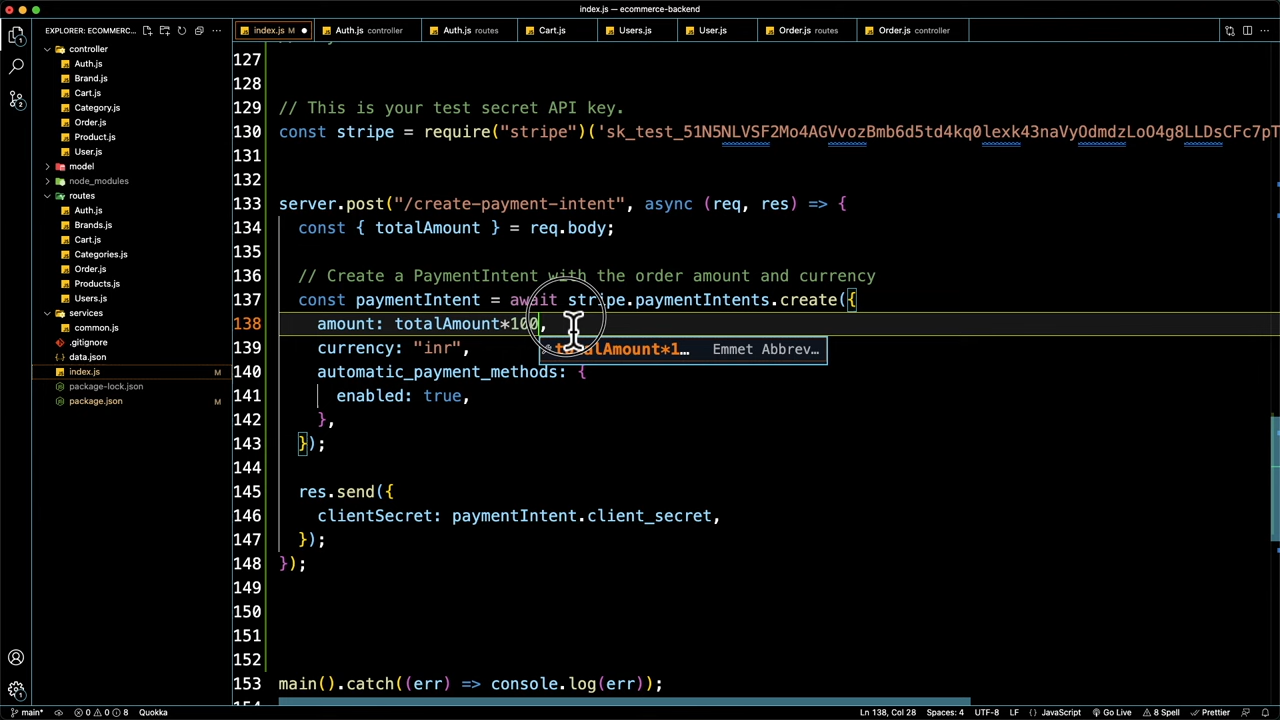 index.js — ecommerce-backend
EXPLORER: ECOMMERC...
index.js M
Auth.js controller
Auth.js routes
Cart.js
Users.js
User.js
Order.js routes
Order.js controller
controller
Auth.js
Brand.js
Cart.js
Category.js
Order.js
Product.js
User.js
model
node_modules
routes
Auth.js
Brands.js
Cart.js
Categories.js
Order.js
Products.js
Users.js
services
common.js
.gitignore
data.json
index.js M
package-lock.json
package.json M
127
128
129 // This is your test secret API key.
130 const stripe = require("stripe")('sk_test_51N5NLVSF2Mo4AGVvozBmb6d5td4kq0lexk43naVyOdmdzLoO4g8LLDsCFc7pT
131
132
133 server.post("/create-payment-intent", async (req, res) => {
134 const { totalAmount } = req.body;
135
136 // Create a PaymentIntent with the order amount and currency
137 const paymentIntent = await stripe.paymentIntents.create({
138 amount: totalAmount*100,
139 currency: "inr",
totalAmount*1… Emmet Abbrev…
140 automatic_payment_methods: {
141 enabled: true,
142 },
143 });
144
145 res.send({
146 clientSecret: paymentIntent.client_secret,
147 });
148 });
149
150
151
152
153 main().catch((err) => console.log(err));
main* 0 0 8 Quokka Ln 138, Col 28 Spaces: 4 UTF-8 LF {} JavaScript Go Live 8 Spell Prettier